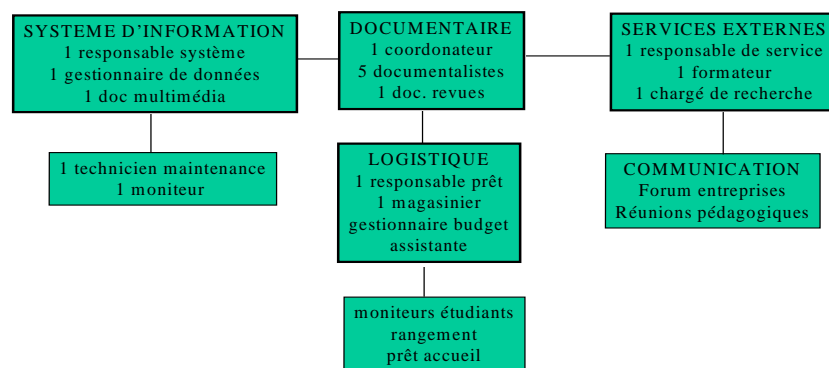 SYSTEME D'INFORMATION
1 responsable système
1 gestionnaire de données
1 doc multimédia
DOCUMENTAIRE
1 coordonateur
5 documentalistes
1 doc. revues
SERVICES EXTERNES
1 responsable de service
1 formateur
1 chargé de recherche
1 technicien maintenance
1 moniteur
LOGISTIQUE
1 responsable prêt
1 magasinier
gestionnaire budget
assistante
COMMUNICATION
Forum entreprises
Réunions pédagogiques
moniteurs étudiants
rangement
prêt accueil